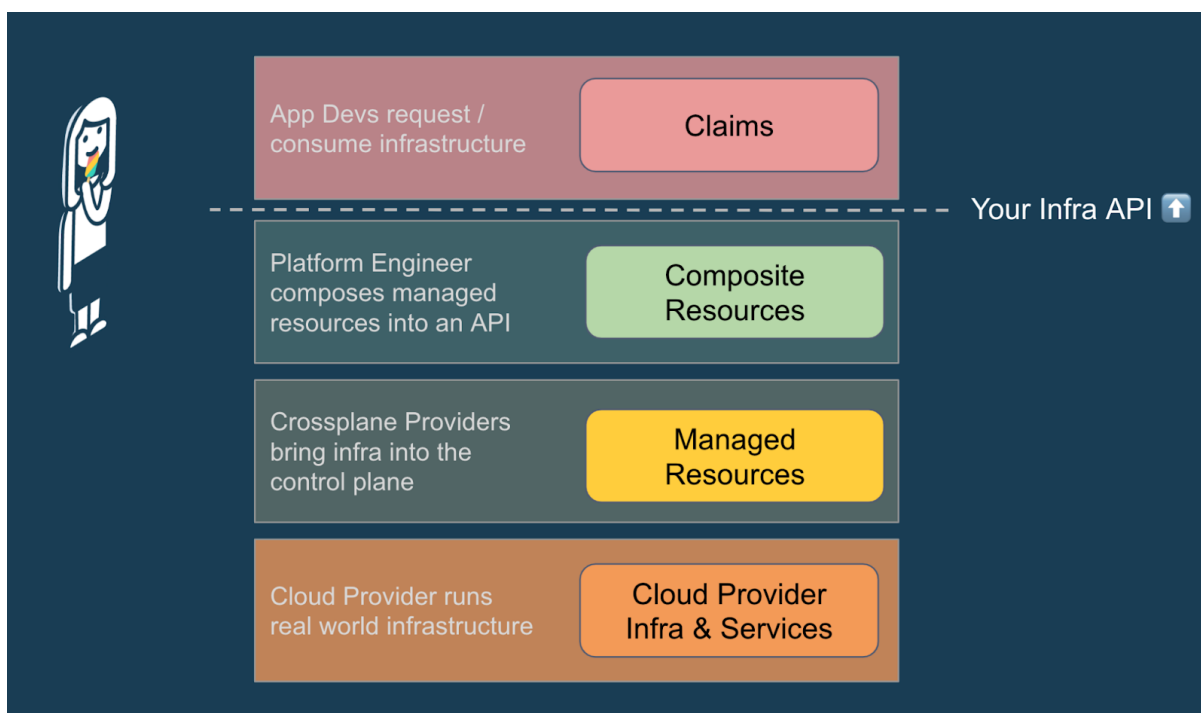 App Devs request /
consume infrastructure
Claims
Your Infra API ⬆️
Platform Engineer
composes managed
resources into an API
Composite
Resources
Crossplane Providers
bring infra into the
control plane
Managed
Resources
Cloud Provider runs
real world infrastructure
Cloud Provider
Infra & Services